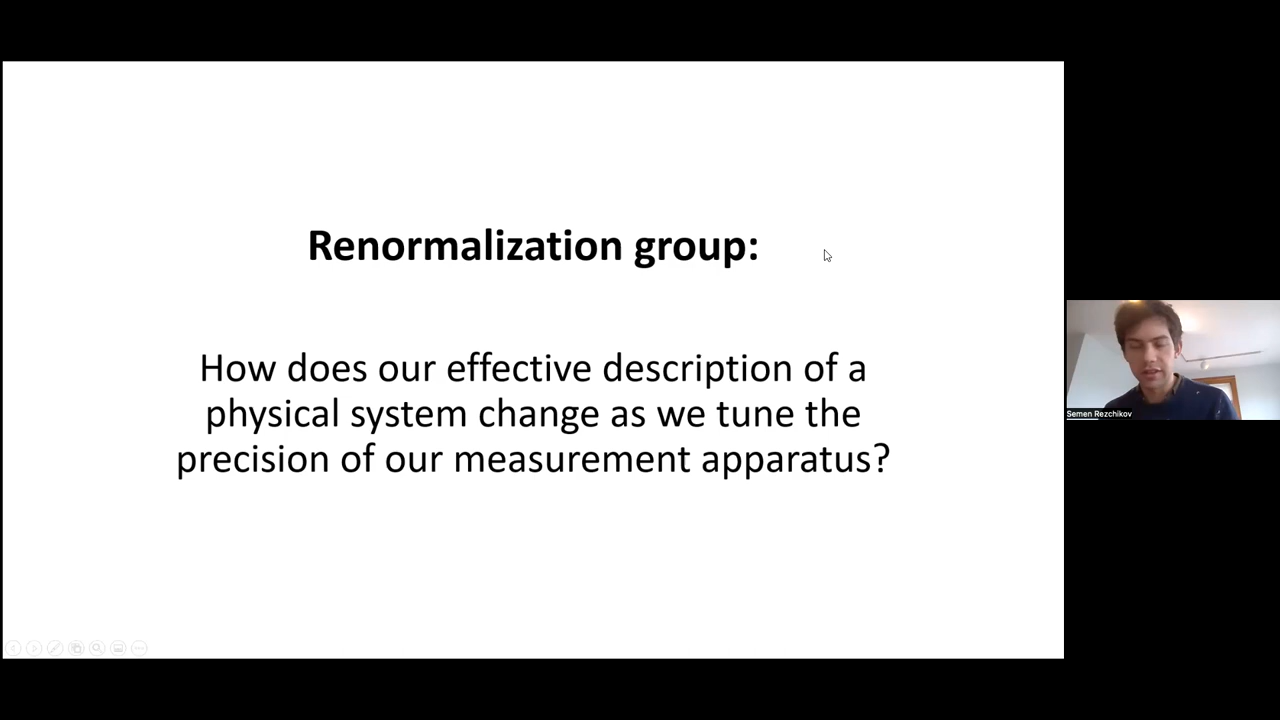 Renormalization group:
How does our effective description of a
physical system change as we tune the
precision of our measurement apparatus?
Semen Rezchikov